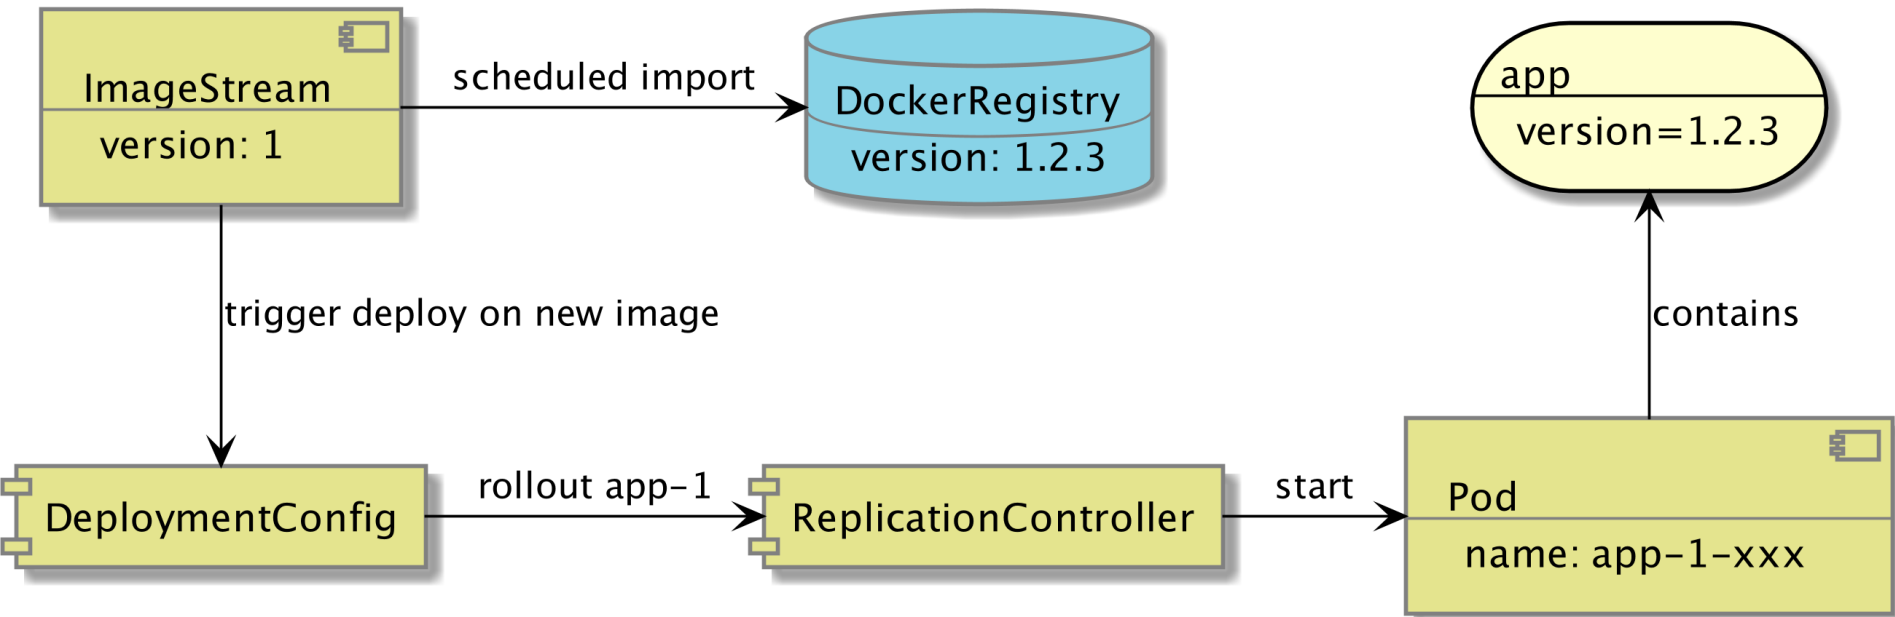 ImageStream
version: 1
scheduled import
DockerRegistry
version: 1.2.3
app
version=1.2.3
trigger deploy on new image
contains
DeploymentConfig
rollout app-1
ReplicationController
start
Pod
name: app-1-xxx